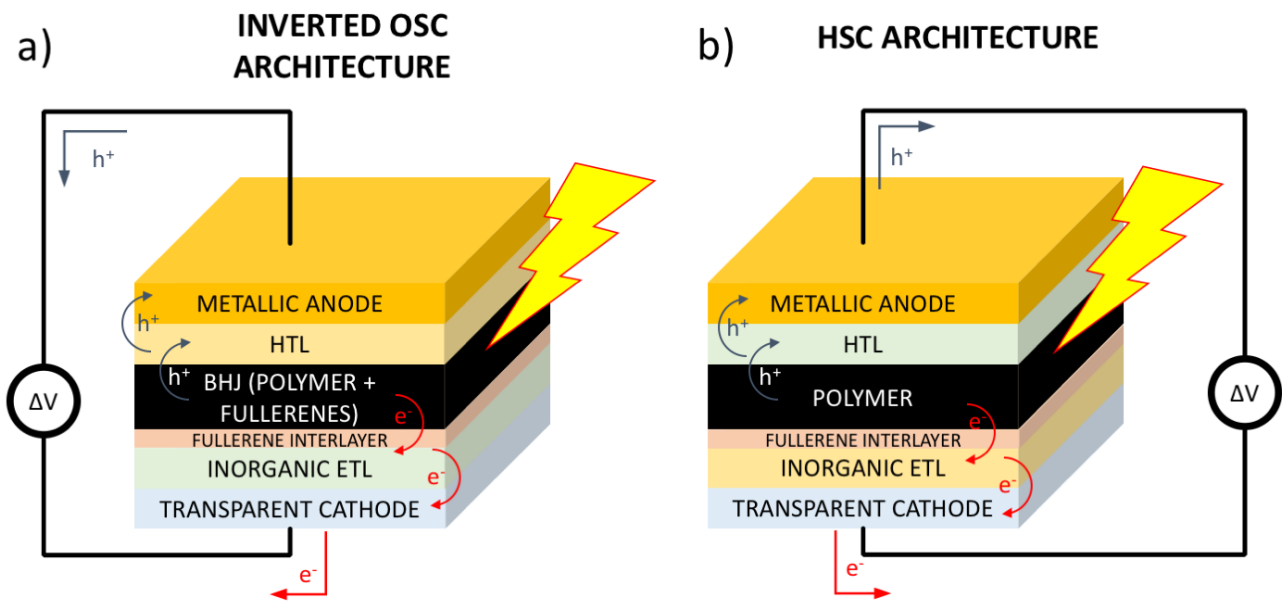 a)
INVERTED OSC
ARCHITECTURE
h+
METALLIC ANODE
h+
HTL
h+
BHJ (POLYMER +
FULLERENES)
e-
FULLERENE INTERLAYER
INORGANIC ETL
e-
TRANSPARENT CATHODE
e-
ΔV
b)
HSC ARCHITECTURE
h+
METALLIC ANODE
h+
HTL
h+
POLYMER
e-
FULLERENE INTERLAYER
INORGANIC ETL
e-
TRANSPARENT CATHODE
e-
ΔV